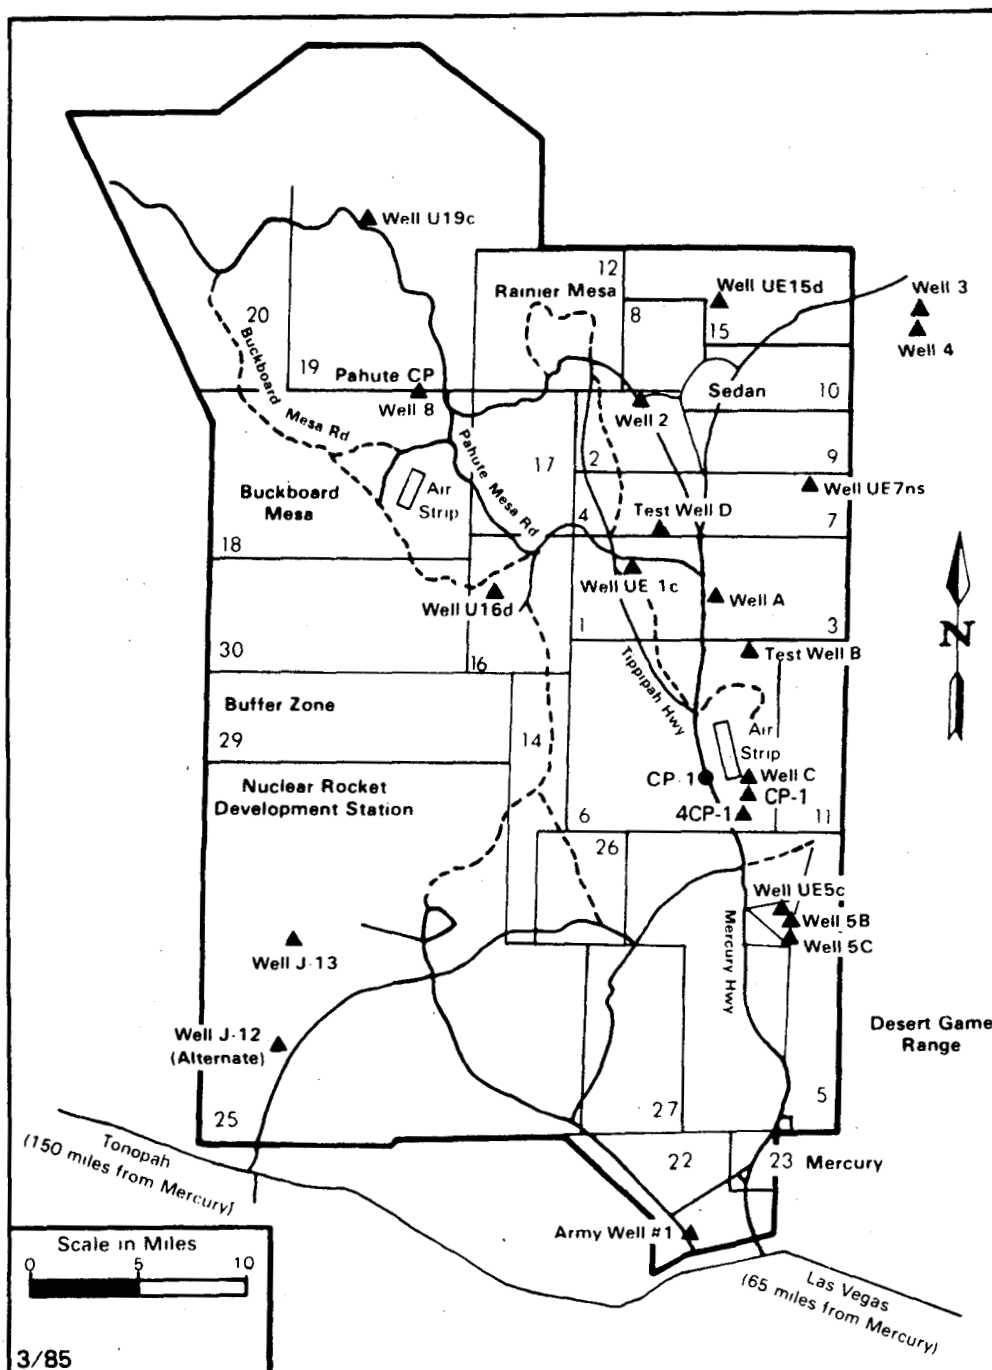 Well U19c
12
Rainier Mesa
Well UE15d
Well 3
8
15
Well 4
20
19
Pahute CP
Well 8
Sedan
10
Buckboard Mesa Rd
Well 2
Pahute Mesa Rd
17
2
9
Well UE7ns
Buckboard
Mesa
Air
Strip
4
Test Well D
7
18
Well UE 1c
Well A
Well U16d
1
3
30
16
Tippipah Hwy
Test Well B
N
Buffer Zone
29
14
Air
Strip
Nuclear Rocket
Development Station
CP-1
Well C
CP-1
4CP-1
6
11
26
Well UE5c
Well 5B
Well 5C
Mercury Hwy
Well J-13
Desert Game
Range
Well J-12
(Alternate)
25
27
5
Tonopah
(150 miles from Mercury)
22
23
Mercury
Army Well #1
Scale in Miles
0 5 10
Las Vegas
(65 miles from Mercury)
3/85